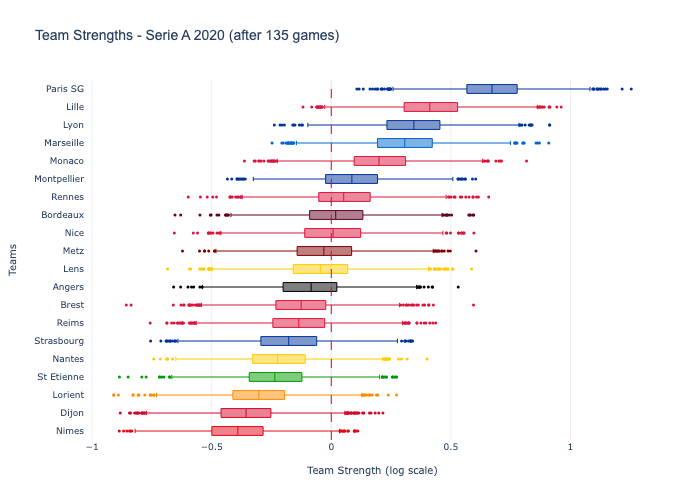 Team Strengths - Serie A 2020 (after 135 games)
Paris SG
Lille
Lyon
Marseille
Monaco
Montpellier
Rennes
Bordeaux
Nice
Metz
Lens
Angers
Brest
Reims
Strasbourg
Nantes
St Etienne
Lorient
Dijon
Nimes
Teams
−1 −0.5 0 0.5 1
Team Strength (log scale)